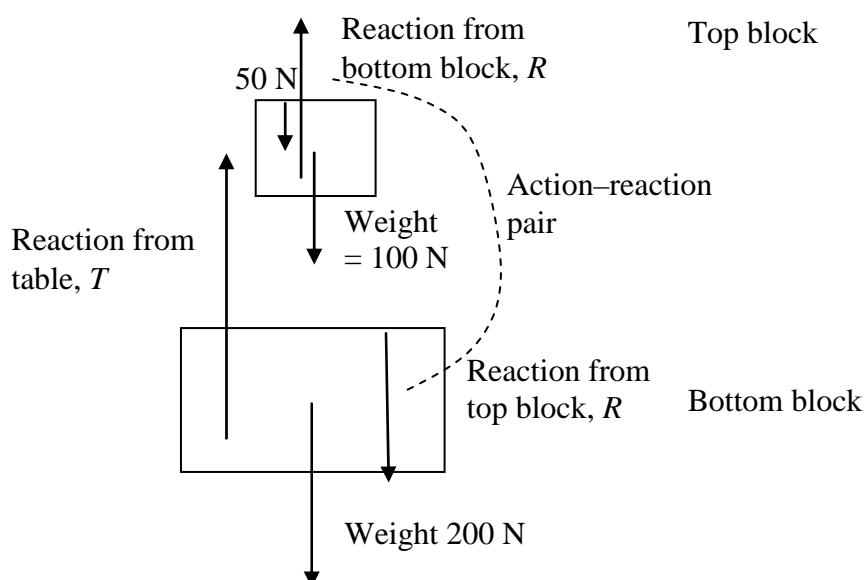 Reaction from
bottom block, R
Top block
50 N
Action–reaction
pair
Weight
= 100 N
Reaction from
table, T
Reaction from
top block, R
Bottom block
Weight 200 N